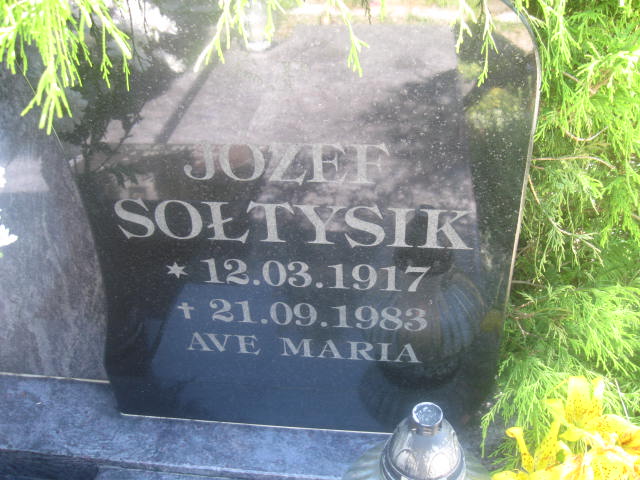 JÓZEF
SOŁTYSIK
* 12.03.1917
✝ 21.09.1983
AVE MARIA